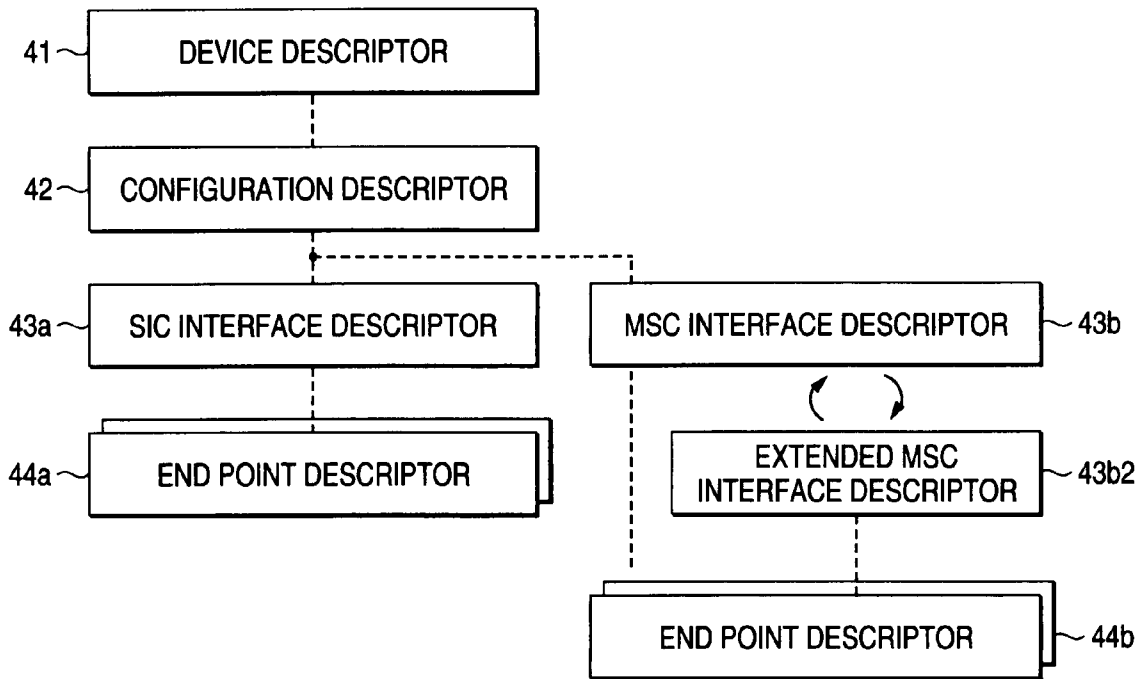 41
DEVICE DESCRIPTOR
42
CONFIGURATION DESCRIPTOR
43a
SIC INTERFACE DESCRIPTOR
MSC INTERFACE DESCRIPTOR
43b
44a
END POINT DESCRIPTOR
EXTENDED MSC
INTERFACE DESCRIPTOR
43b2
END POINT DESCRIPTOR
44b